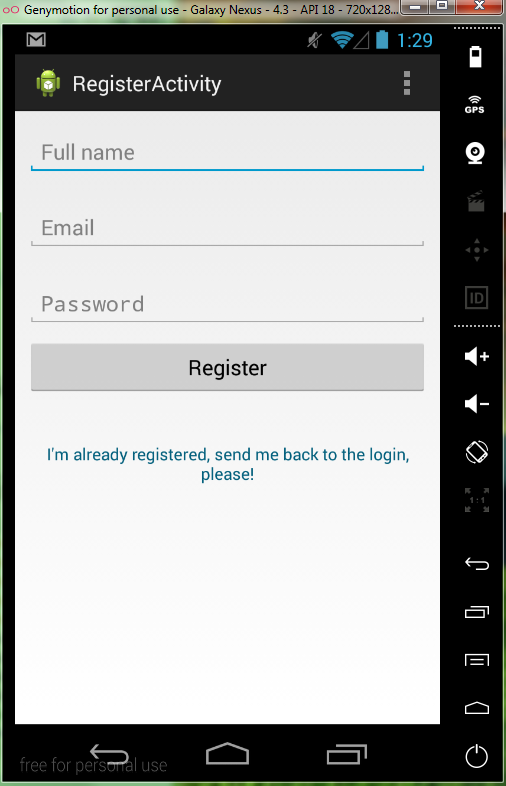 Genymotion for personal use - Galaxy Nexus - 4.3 - API 18 - 720x128...
1:29
GPS
RegisterActivity
Full name
Email
ID
Password
Register
1:1
I'm already registered, send me back to the login,
please!
free for personal use